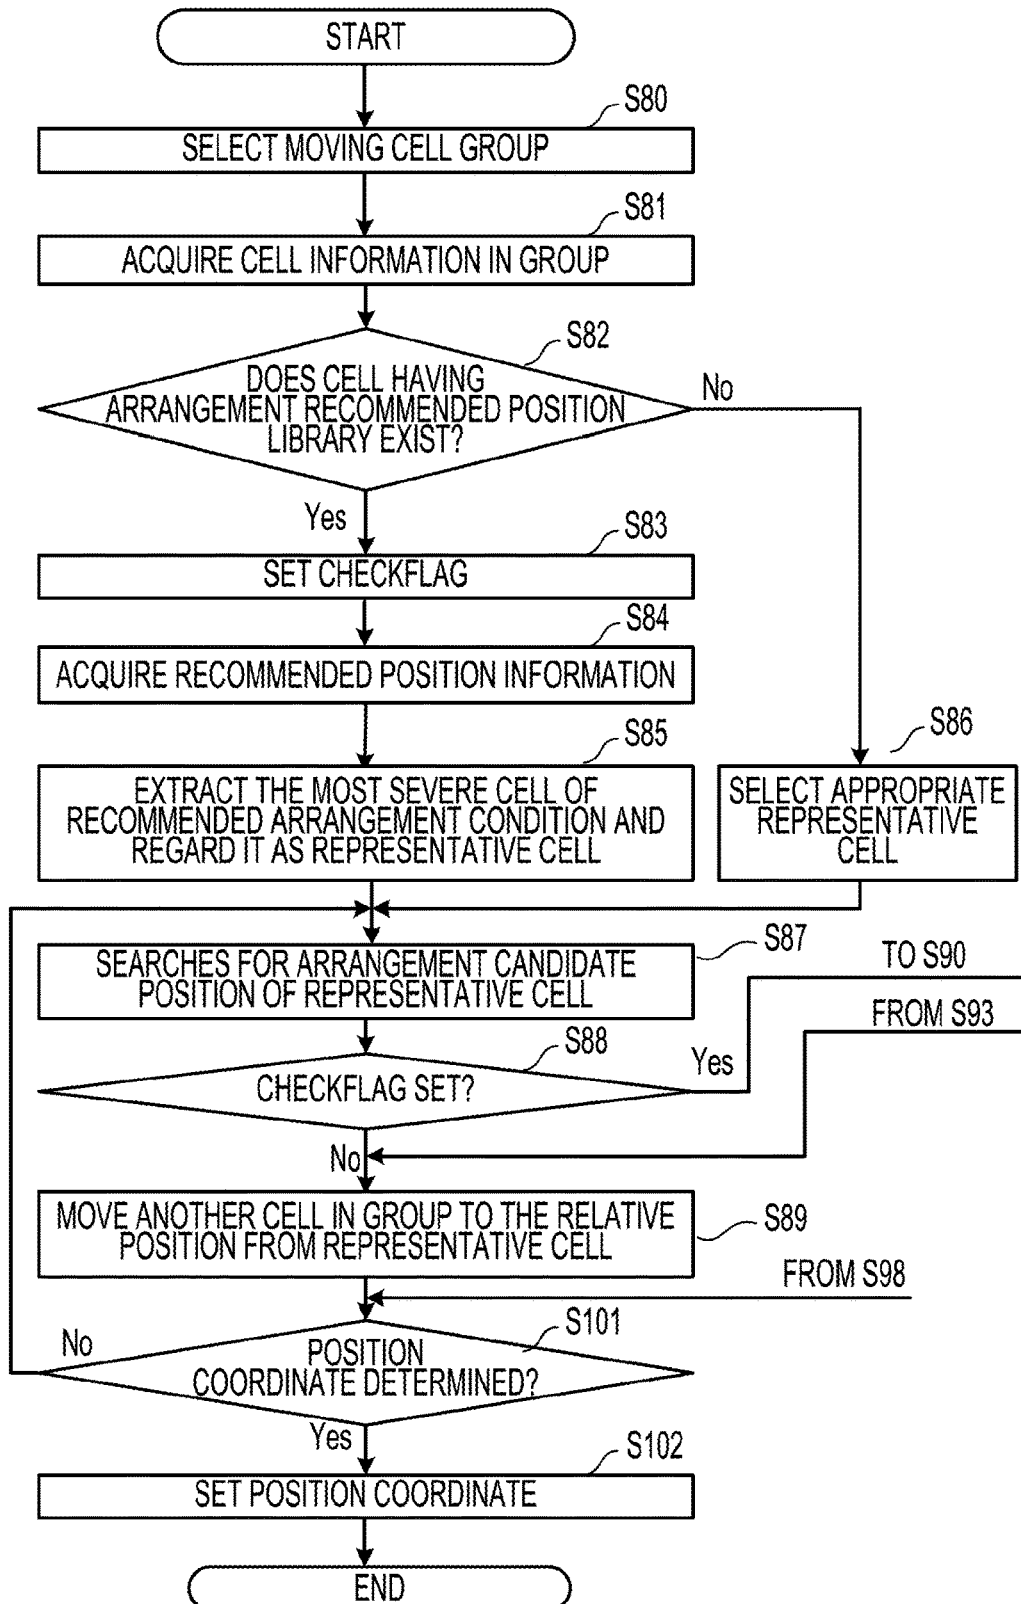 START
S80
SELECT MOVING CELL GROUP
S81
ACQUIRE CELL INFORMATION IN GROUP
S82
DOES CELL HAVING
ARRANGEMENT RECOMMENDED POSITION
LIBRARY EXIST?
No
Yes
S83
SET CHECKFLAG
S84
ACQUIRE RECOMMENDED POSITION INFORMATION
S85
EXTRACT THE MOST SEVERE CELL OF
RECOMMENDED ARRANGEMENT CONDITION AND
REGARD IT AS REPRESENTATIVE CELL
S86
SELECT APPROPRIATE
REPRESENTATIVE
CELL
S87
SEARCHES FOR ARRANGEMENT CANDIDATE
POSITION OF REPRESENTATIVE CELL
TO S90
FROM S93
S88
CHECKFLAG SET?
Yes
No
MOVE ANOTHER CELL IN GROUP TO THE RELATIVE
POSITION FROM REPRESENTATIVE CELL
S89
FROM S98
S101
No
POSITION
COORDINATE DETERMINED?
Yes
S102
SET POSITION COORDINATE
END